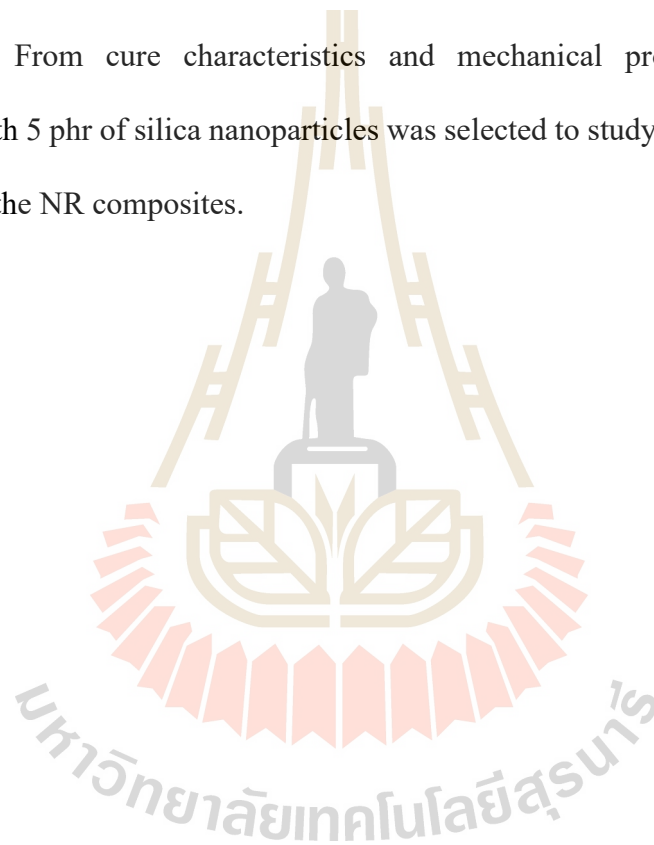 From cure characteristics and mechanical
th 5 phr of silica nanoparticles was selected to study
the NR composites.
มหาวิทยาลัยเทคโนโลยีสุรนารี